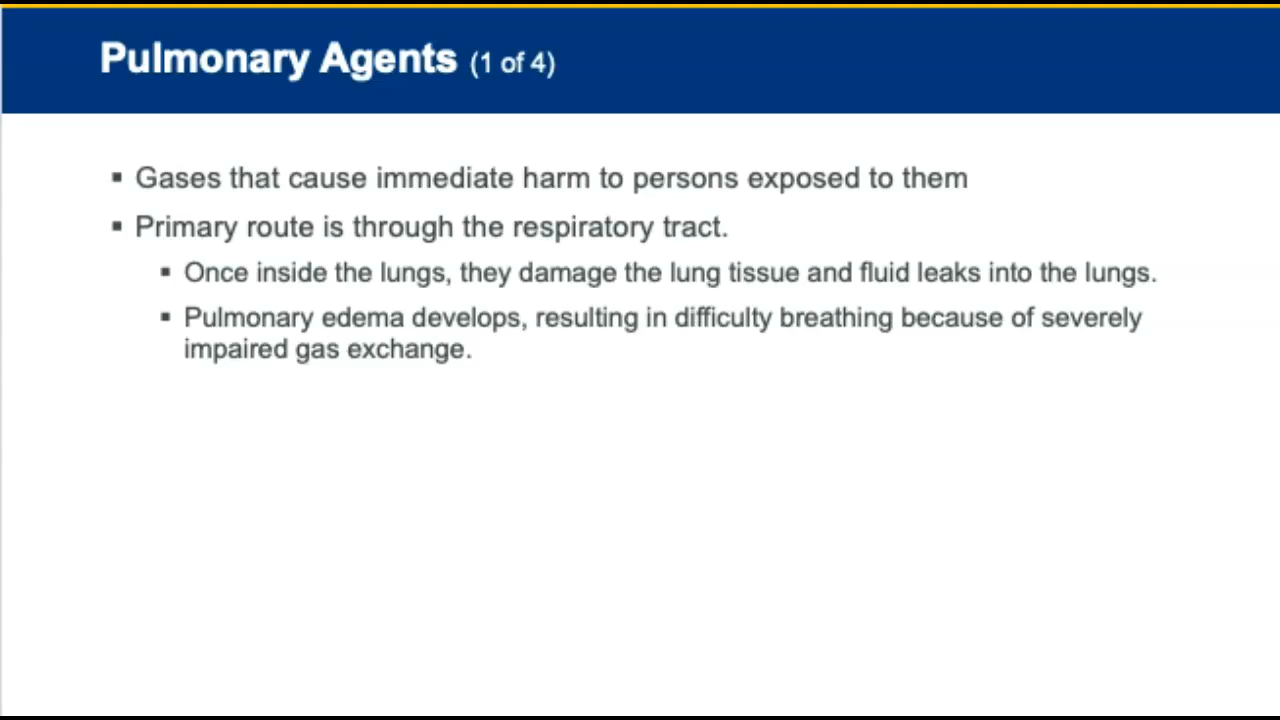 Pulmonary Agents (1 of 4)
▪ Gases that cause immediate harm to persons exposed to them
▪ Primary route is through the respiratory tract.
▪ Once inside the lungs, they damage the lung tissue and fluid leaks into the lungs.
▪ Pulmonary edema develops, resulting in difficulty breathing because of severely
impaired gas exchange.